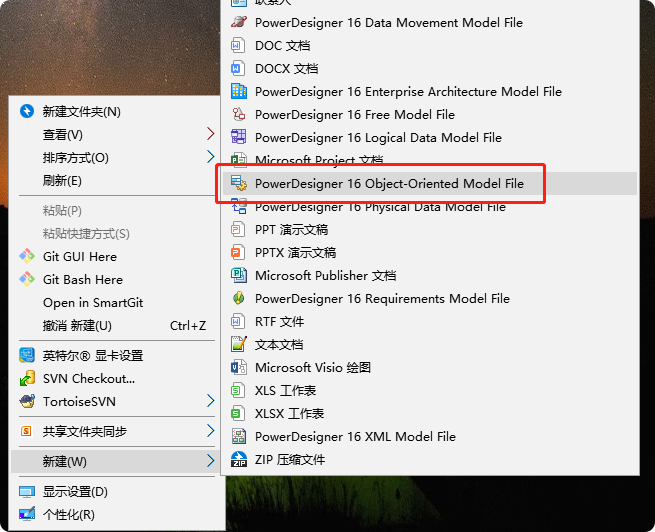 新建文件夹(N)
查看(V)
排序方式(O)
刷新(E)
粘贴(P)
粘贴快捷方式(S)
Git GUI Here
Git Bash Here
Open in SmartGit
撤消 新建(U) Ctrl+Z
英特尔® 显卡设置
SVN Checkout...
TortoiseSVN
共享文件夹同步
新建(W)
显示设置(D)
个性化(R)
联系人
PowerDesigner 16 Data Movement Model File
DOC 文档
DOCX 文档
PowerDesigner 16 Enterprise Architecture Model File
PowerDesigner 16 Free Model File
PowerDesigner 16 Logical Data Model File
Microsoft Project 文档
PowerDesigner 16 Object-Oriented Model File
PowerDesigner 16 Physical Data Model File
PPT 演示文稿
PPTX 演示文稿
Microsoft Publisher 文档
PowerDesigner 16 Requirements Model File
RTF 文件
文本文档
Microsoft Visio 绘图
XLS 工作表
XLSX 工作表
PowerDesigner 16 XML Model File
ZIP 压缩文件